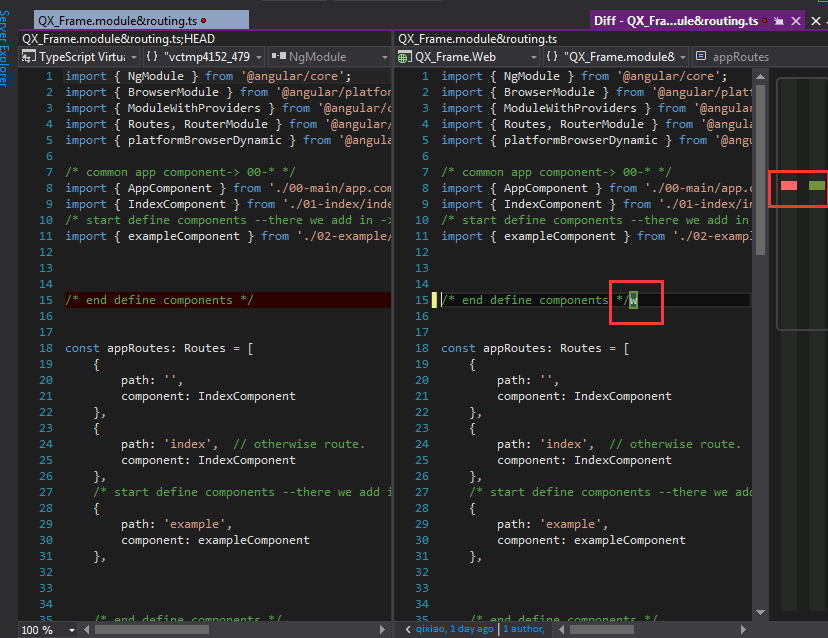 Server Explorer
QX_Frame.module&routing.ts
Diff - QX_Fra...ule&routing.ts
QX_Frame.module&routing.ts;HEAD
QX_Frame.module&routing.ts
TypeScript Virtua
{} "vctmp4152_479
NgModule
QX_Frame.Web
{} "QX_Frame.module&
appRoutes
1 import { NgModule } from '@angular/core';
2 import { BrowserModule } from '@angular/platfor
3 import { ModuleWithProviders } from '@angular/c
4 import { Routes, RouterModule } from '@angular/
5 import { platformBrowserDynamic } from '@angula
6
7 /* common app component-> 00-* */
8 import { AppComponent } from './00-main/app.com
9 import { IndexComponent } from './01-index/inde
10 /* start define components --there we add in ->
11 import { exampleComponent } from './02-example/
12
13
14
15 /* end define components */
16
17
18 const appRoutes: Routes = [
19 {
20 path: '',
21 component: IndexComponent
22 },
23 {
24 path: 'index', // otherwise route.
25 component: IndexComponent
26 },
27 /* start define components --there we add i
28 {
29 path: 'example',
30 component: exampleComponent
31 },
32
33
34
35 /* end define components */
1 import { NgModule } from '@angular/core';
2 import { BrowserModule } from '@angular/platf
3 import { ModuleWithProviders } from '@angular
4 import { Routes, RouterModule } from '@angula
5 import { platformBrowserDynamic } from '@angu
6
7 /* common app component-> 00-* */
8 import { AppComponent } from './00-main/app.c
9 import { IndexComponent } from './01-index/in
10 /* start define components --there we add in
11 import { exampleComponent } from './02-exampl
12
13
14
15 /* end define components */w
16
17
18 const appRoutes: Routes = [
19 {
20 path: '',
21 component: IndexComponent
22 },
23 {
24 path: 'index', // otherwise route.
25 component: IndexComponent
26 },
27 /* start define components --there we add
28 {
29 path: 'example',
30 component: exampleComponent
31 },
32
33
34
35 /* end define components */
100 %
qixiao, 1 day ago | 1 author,